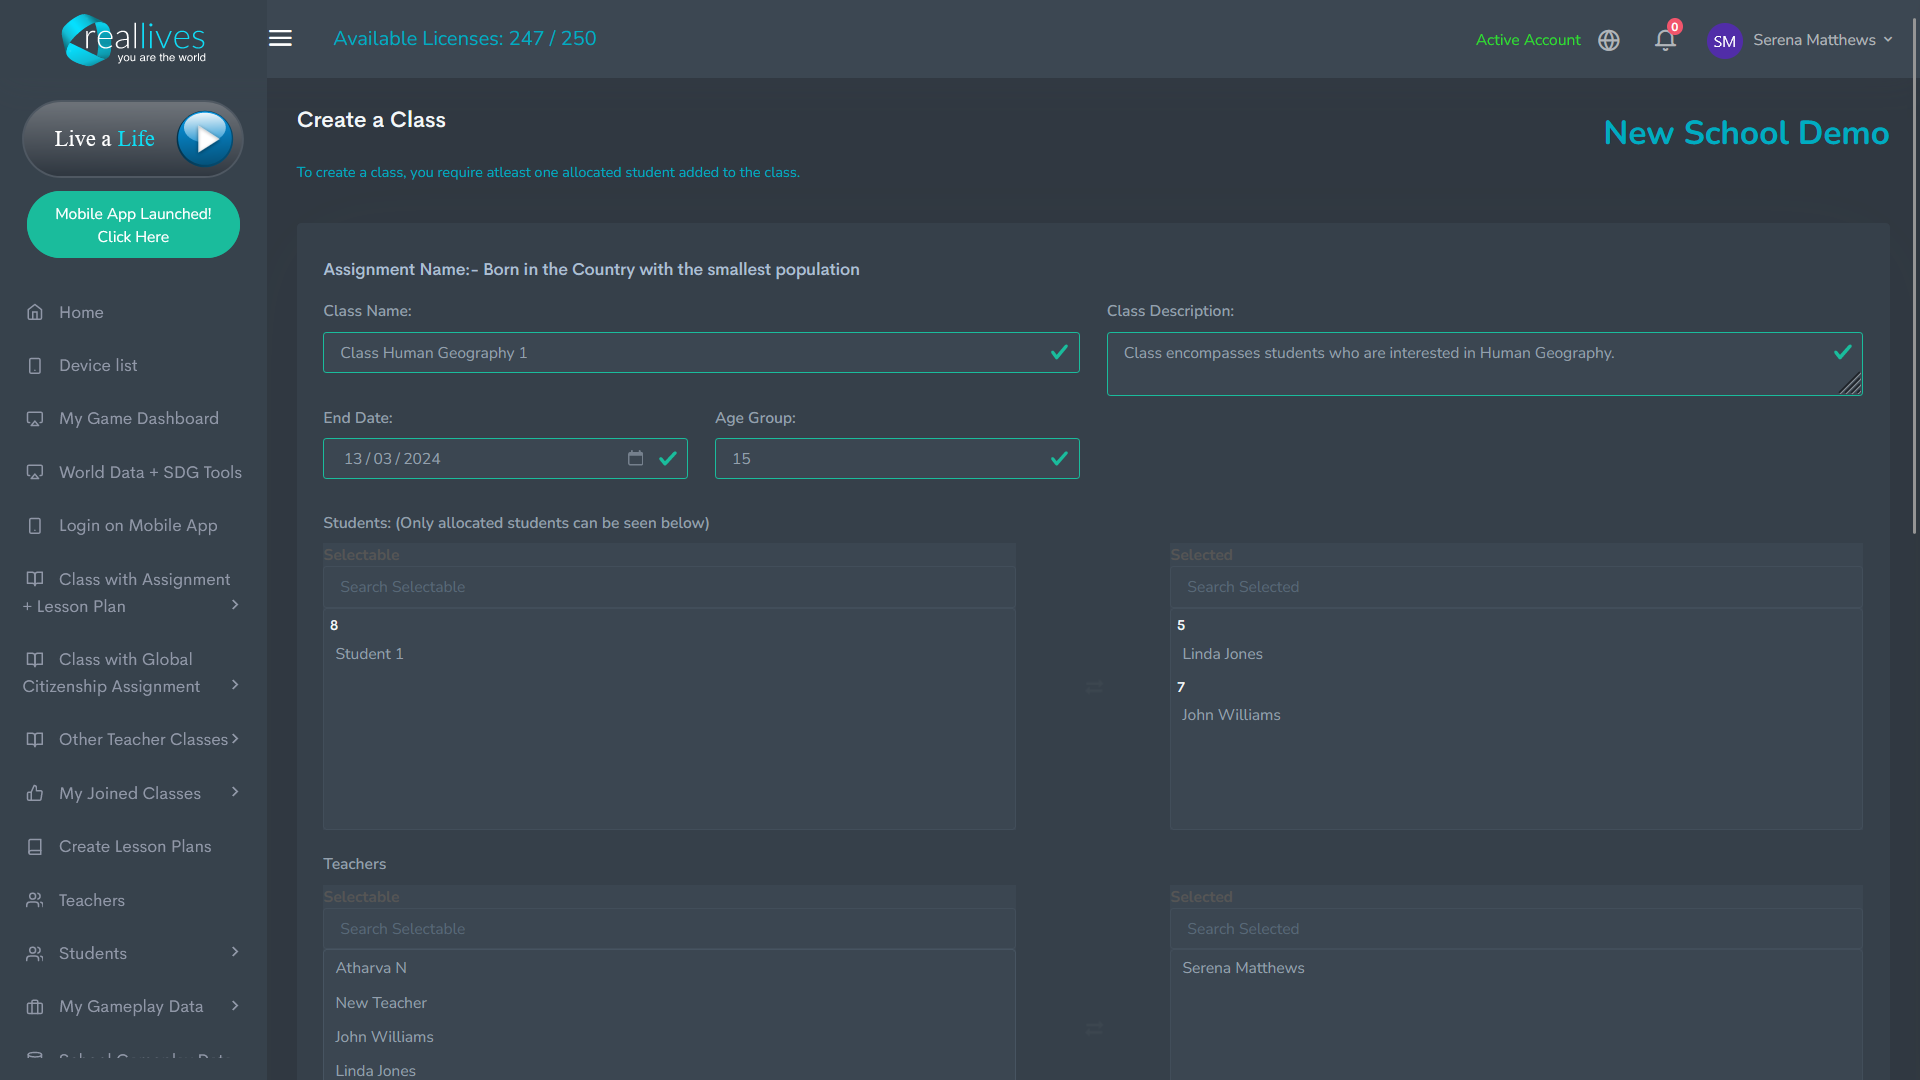 reallives
you are the world
Available Licenses: 247 / 250
Active Account
0
SM
Serena Matthews
Live a Life
Mobile App Launched!
Click Here
Home
Device list
My Game Dashboard
World Data + SDG Tools
Login on Mobile App
Class with Assignment
+ Lesson Plan
Class with Global
Citizenship Assignment
Other Teacher Classes
My Joined Classes
Create Lesson Plans
Teachers
Students
My Gameplay Data
School Gameplay Data
Create a Class
New School Demo
To create a class, you require atleast one allocated student added to the class.
Assignment Name:- Born in the Country with the smallest population
Class Name:
Class Human Geography 1
Class Description:
Class encompasses students who are interested in Human Geography.
End Date:
13/03/2024
Age Group:
15
Students: (Only allocated students can be seen below)
Selectable
Search Selectable
8
Student 1
Selected
Search Selected
5
Linda Jones
7
John Williams
Teachers
Selectable
Search Selectable
Atharva N
New Teacher
John Williams
Linda Jones
Selected
Search Selected
Serena Matthews